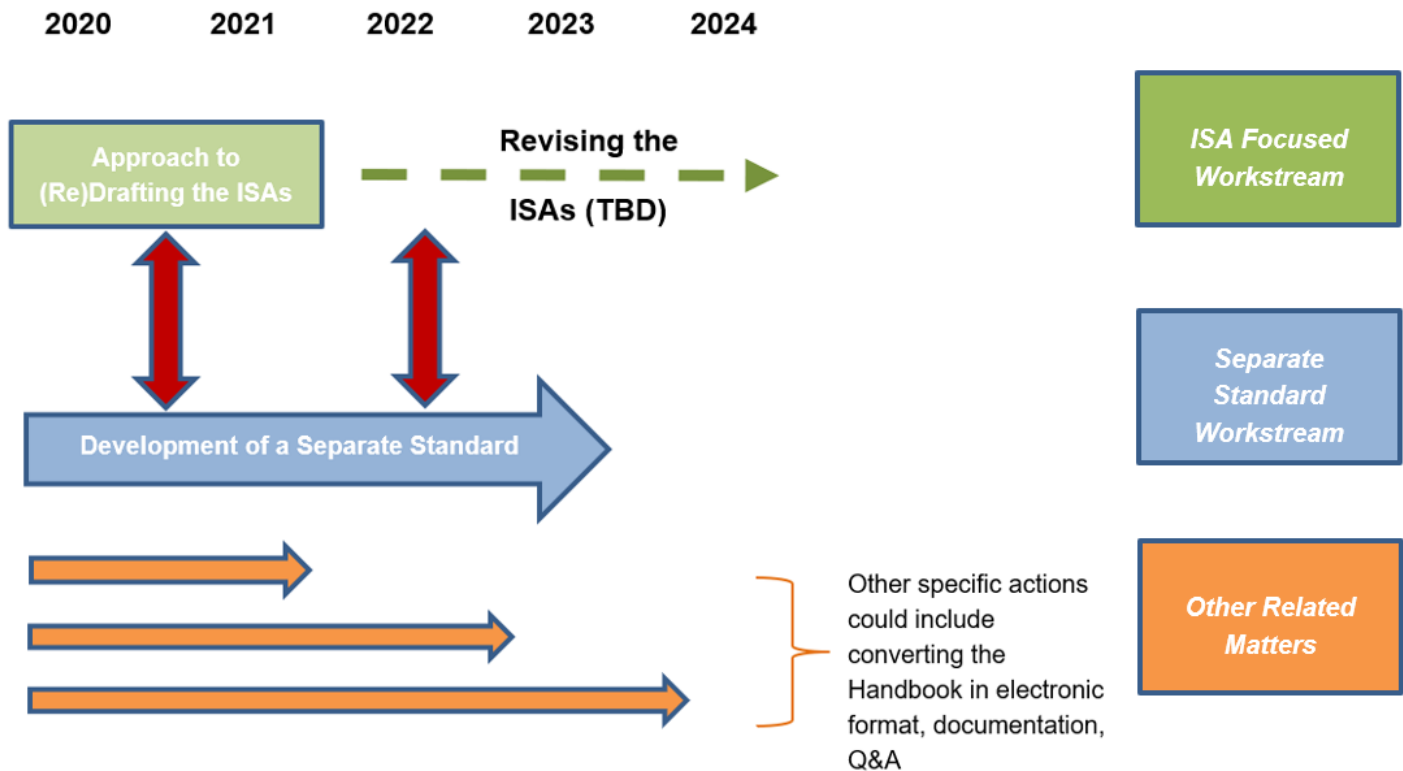 2020 2021 2022 2023 2024
Approach to
(Re)Drafting the ISAs
Revising the
ISAs (TBD)
ISA Focused
Workstream
Development of a Separate Standard
Separate
Standard
Workstream
Other specific actions
could include
converting the
Handbook in electronic
format, documentation,
Q&A
Other Related
Matters